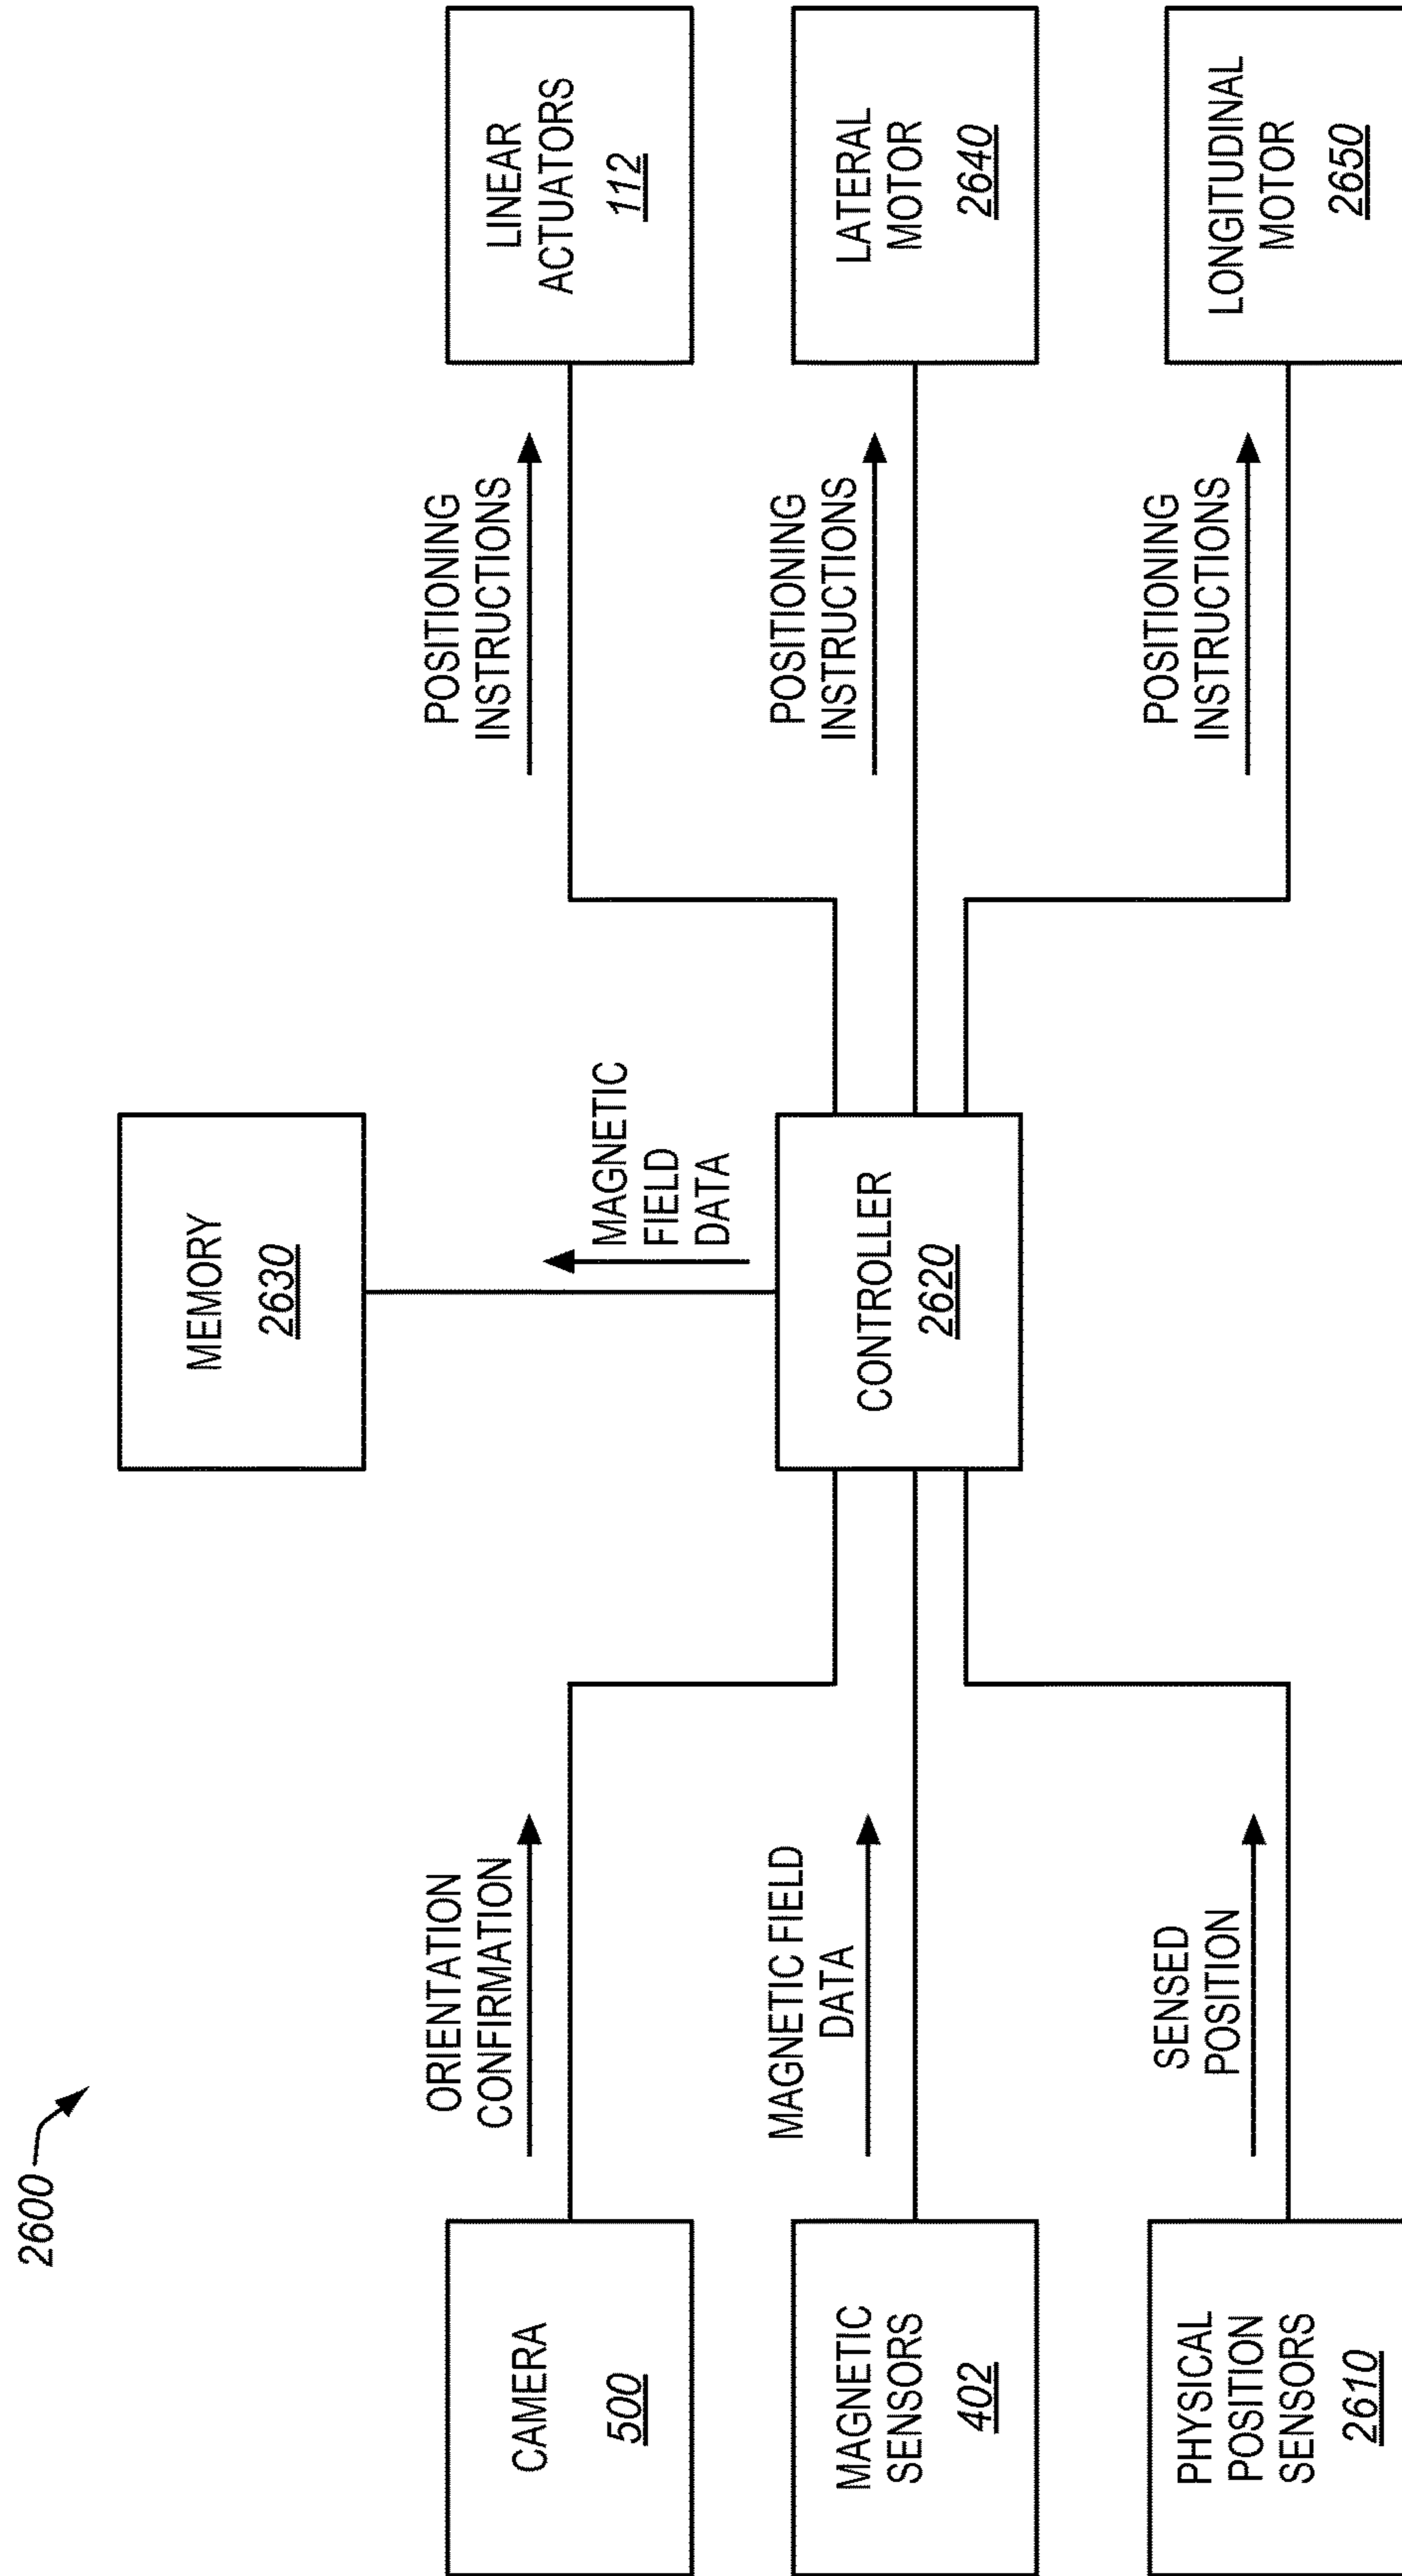 2600
MEMORY
2630
CAMERA
500
ORIENTATION
CONFIRMATION
MAGNETIC
FIELD
DATA
POSITIONING
INSTRUCTIONS
LINEAR
ACTUATORS
112
MAGNETIC
SENSORS
402
MAGNETIC FIELD
DATA
CONTROLLER
2620
POSITIONING
INSTRUCTIONS
LATERAL
MOTOR
2640
PHYSICAL
POSITION
SENSORS
2610
SENSED
POSITION
POSITIONING
INSTRUCTIONS
LONGITUDINAL
MOTOR
2650